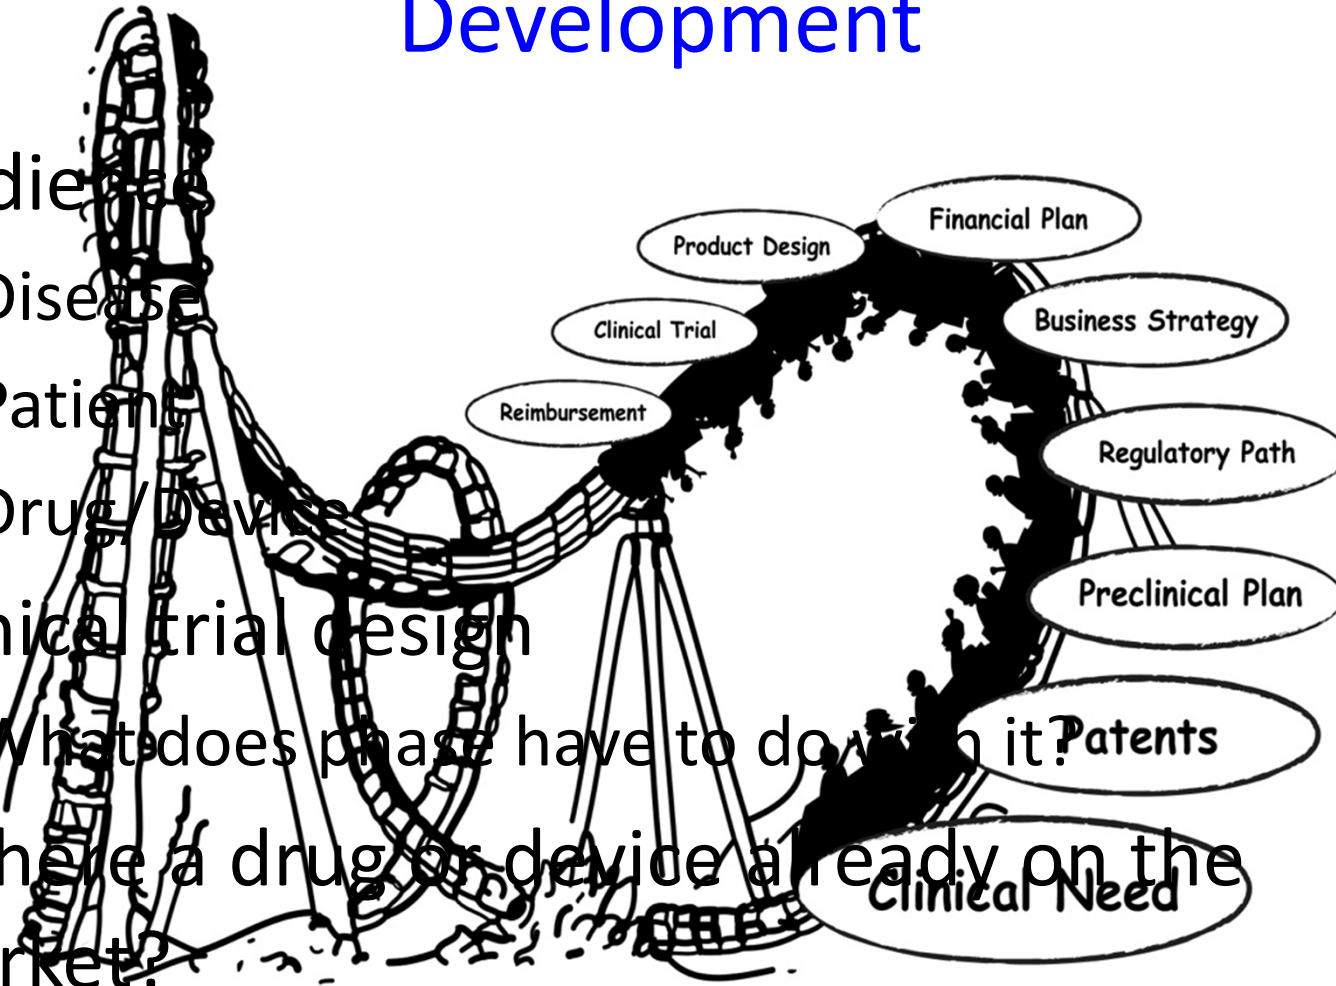 Development
dience
Disease
Patient
Drug/Device
nical trial design
What does phase have to do with it?
here a drug or device already on the
rket?
Financial Plan
Product Design
Business Strategy
Clinical Trial
Reimbursement
Regulatory Path
Preclinical Plan
Patents
Clinical Need